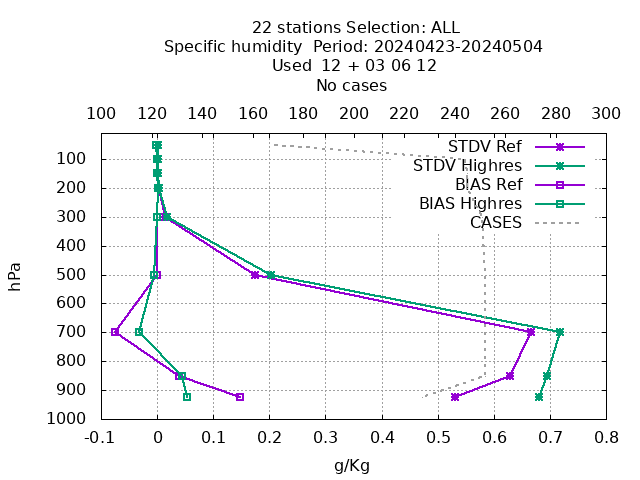 22 stations Selection: ALL
Specific humidity  Period: 20240423-20240504
Used  12 + 03 06 12
No cases
100 120 140 160 180 200 220 240 260 280 300
STDV Ref
STDV Highres
BIAS Ref
BIAS Highres
CASES
100
200
300
400
500
600
700
800
900
1000
hPa
-0.1 0 0.1 0.2 0.3 0.4 0.5 0.6 0.7 0.8
g/Kg